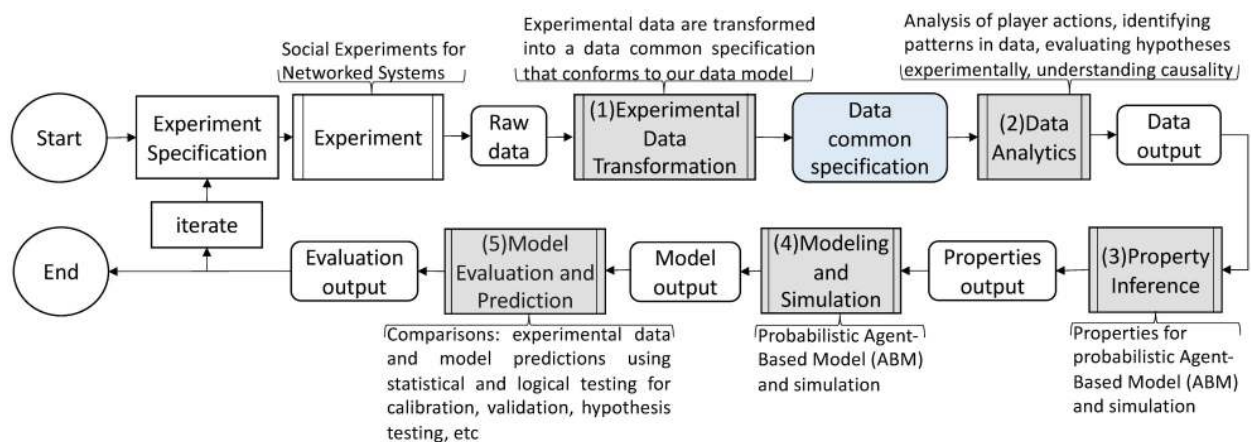 Social Experiments for
Networked Systems
Experimental data are transformed
into a data common specification
that conforms to our data model
Analysis of player actions, identifying
patterns in data, evaluating hypotheses
experimentally, understanding causality
Start
Experiment
Specification
Experiment
Raw
data
(1)Experimental
Data
Transformation
Data
common
specification
(2)Data
Analytics
Data
output
iterate
End
Evaluation
output
(5)Model
Evaluation and
Prediction
Model
output
(4)Modeling
and
Simulation
Properties
output
(3)Property
Inference
Comparisons: experimental data
and model predictions using
statistical and logical testing for
calibration, validation, hypothesis
testing, etc
Probabilistic Agent-
Based Model (ABM)
and simulation
Properties for
probabilistic Agent-
Based Model (ABM)
and simulation